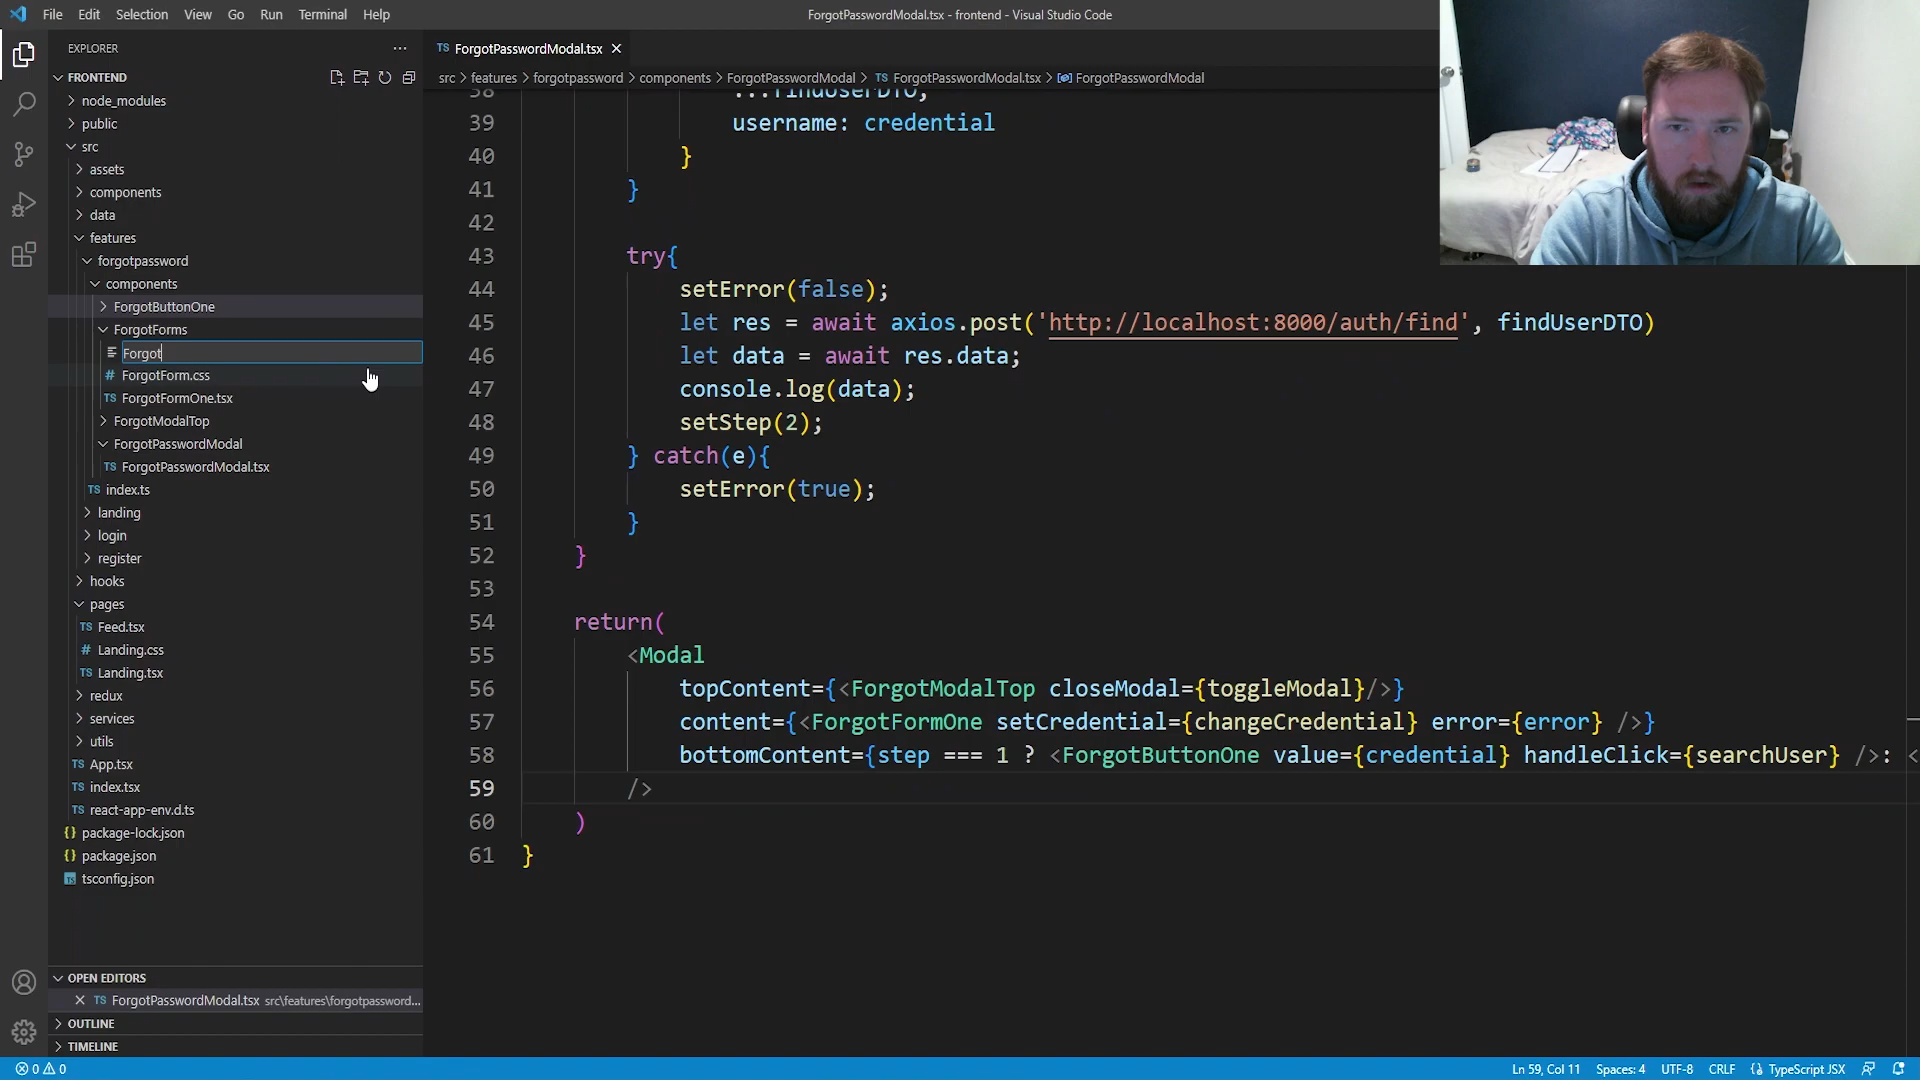 File Edit Selection View Go Run Terminal Help
ForgotPasswordModal.tsx - frontend - Visual Studio Code
EXPLORER
FRONTEND
node_modules
public
src
assets
components
data
features
forgotpassword
components
ForgotButtonOne
ForgotForms
Forgot
ForgotForm.css
ForgotFormOne.tsx
ForgotModalTop
ForgotPasswordModal
ForgotPasswordModal.tsx
index.ts
landing
login
register
hooks
pages
Feed.tsx
Landing.css
Landing.tsx
redux
services
utils
App.tsx
index.tsx
react-app-env.d.ts
package-lock.json
package.json
tsconfig.json
OPEN EDITORS
ForgotPasswordModal.tsx src\features\forgotpassword...
OUTLINE
TIMELINE
ForgotPasswordModal.tsx
src > features > forgotpassword > components > ForgotPasswordModal > ForgotPasswordModal.tsx > ForgotPasswordModal
38 ...findUserDTO,
39 username: credential
40 }
41 }
42
43 try{
44 setError(false);
45 let res = await axios.post('http://localhost:8000/auth/find', findUserDTO)
46 let data = await res.data;
47 console.log(data);
48 setStep(2);
49 } catch(e){
50 setError(true);
51 }
52 }
53
54 return(
55 <Modal
56 topContent={<ForgotModalTop closeModal={toggleModal}/>}
57 content={<ForgotFormOne setCredential={changeCredential} error={error} />}
58 bottomContent={step === 1 ? <ForgotButtonOne value={credential} handleClick={searchUser} />: <
59 />
60 )
61 }
0 0
Ln 59, Col 11 Spaces: 4 UTF-8 CRLF {} TypeScript JSX